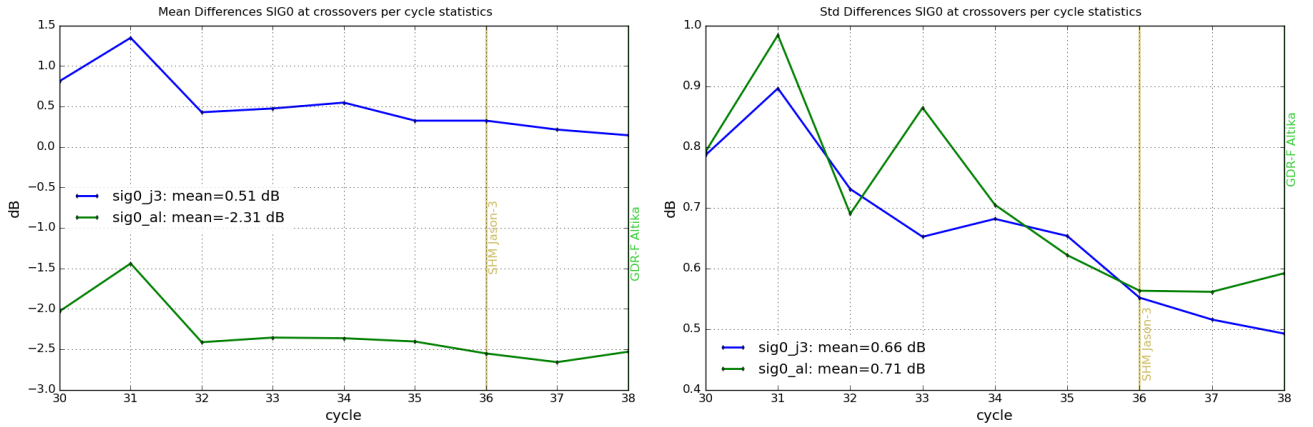 Mean Differences SIG0 at crossovers per cycle statistics
1.5
1.0
0.5
0.0
−0.5
−1.0
−1.5
−2.0
−2.5
−3.0
dB
sig0_j3: mean=0.51 dB
sig0_al: mean=-2.31 dB
SHM Jason-3
GDR-F Altika
30 31 32 33 34 35 36 37 38
cycle
Std Differences SIG0 at crossovers per cycle statistics
1.0
0.9
0.8
0.7
0.6
0.5
0.4
dB
sig0_j3: mean=0.66 dB
sig0_al: mean=0.71 dB
SHM Jason-3
GDR-F Altika
30 31 32 33 34 35 36 37 38
cycle